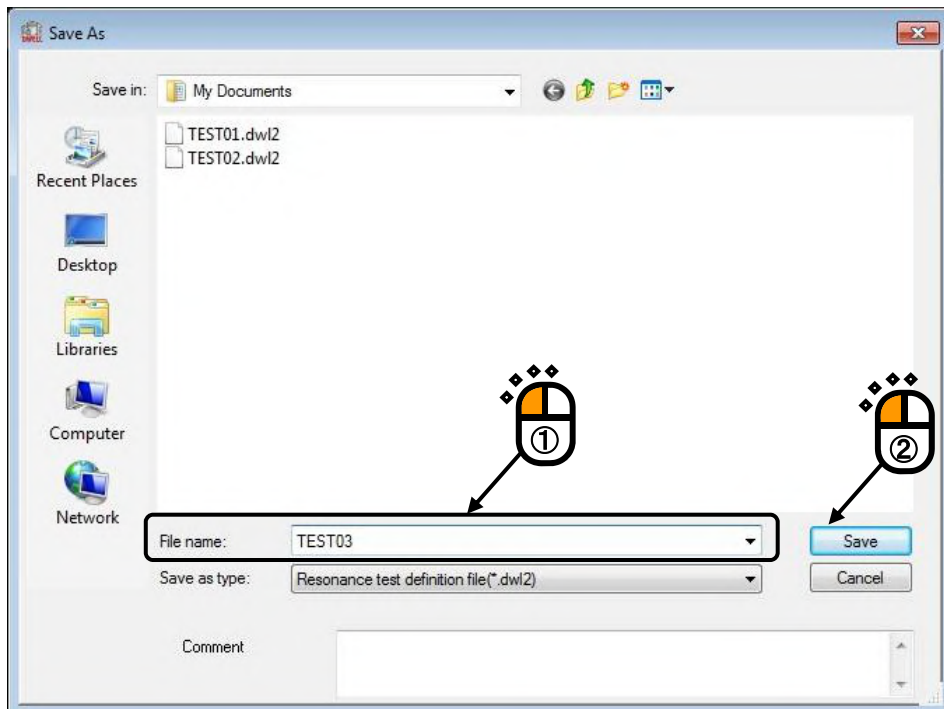 Save As
Save in:
My Documents
TEST01.dwl2
TEST02.dwl2
Recent Places
Desktop
Libraries
Computer
Network
①
②
File name:
TEST03
Save
Save as type:
Resonance test definition file(*.dwl2)
Cancel
Comment